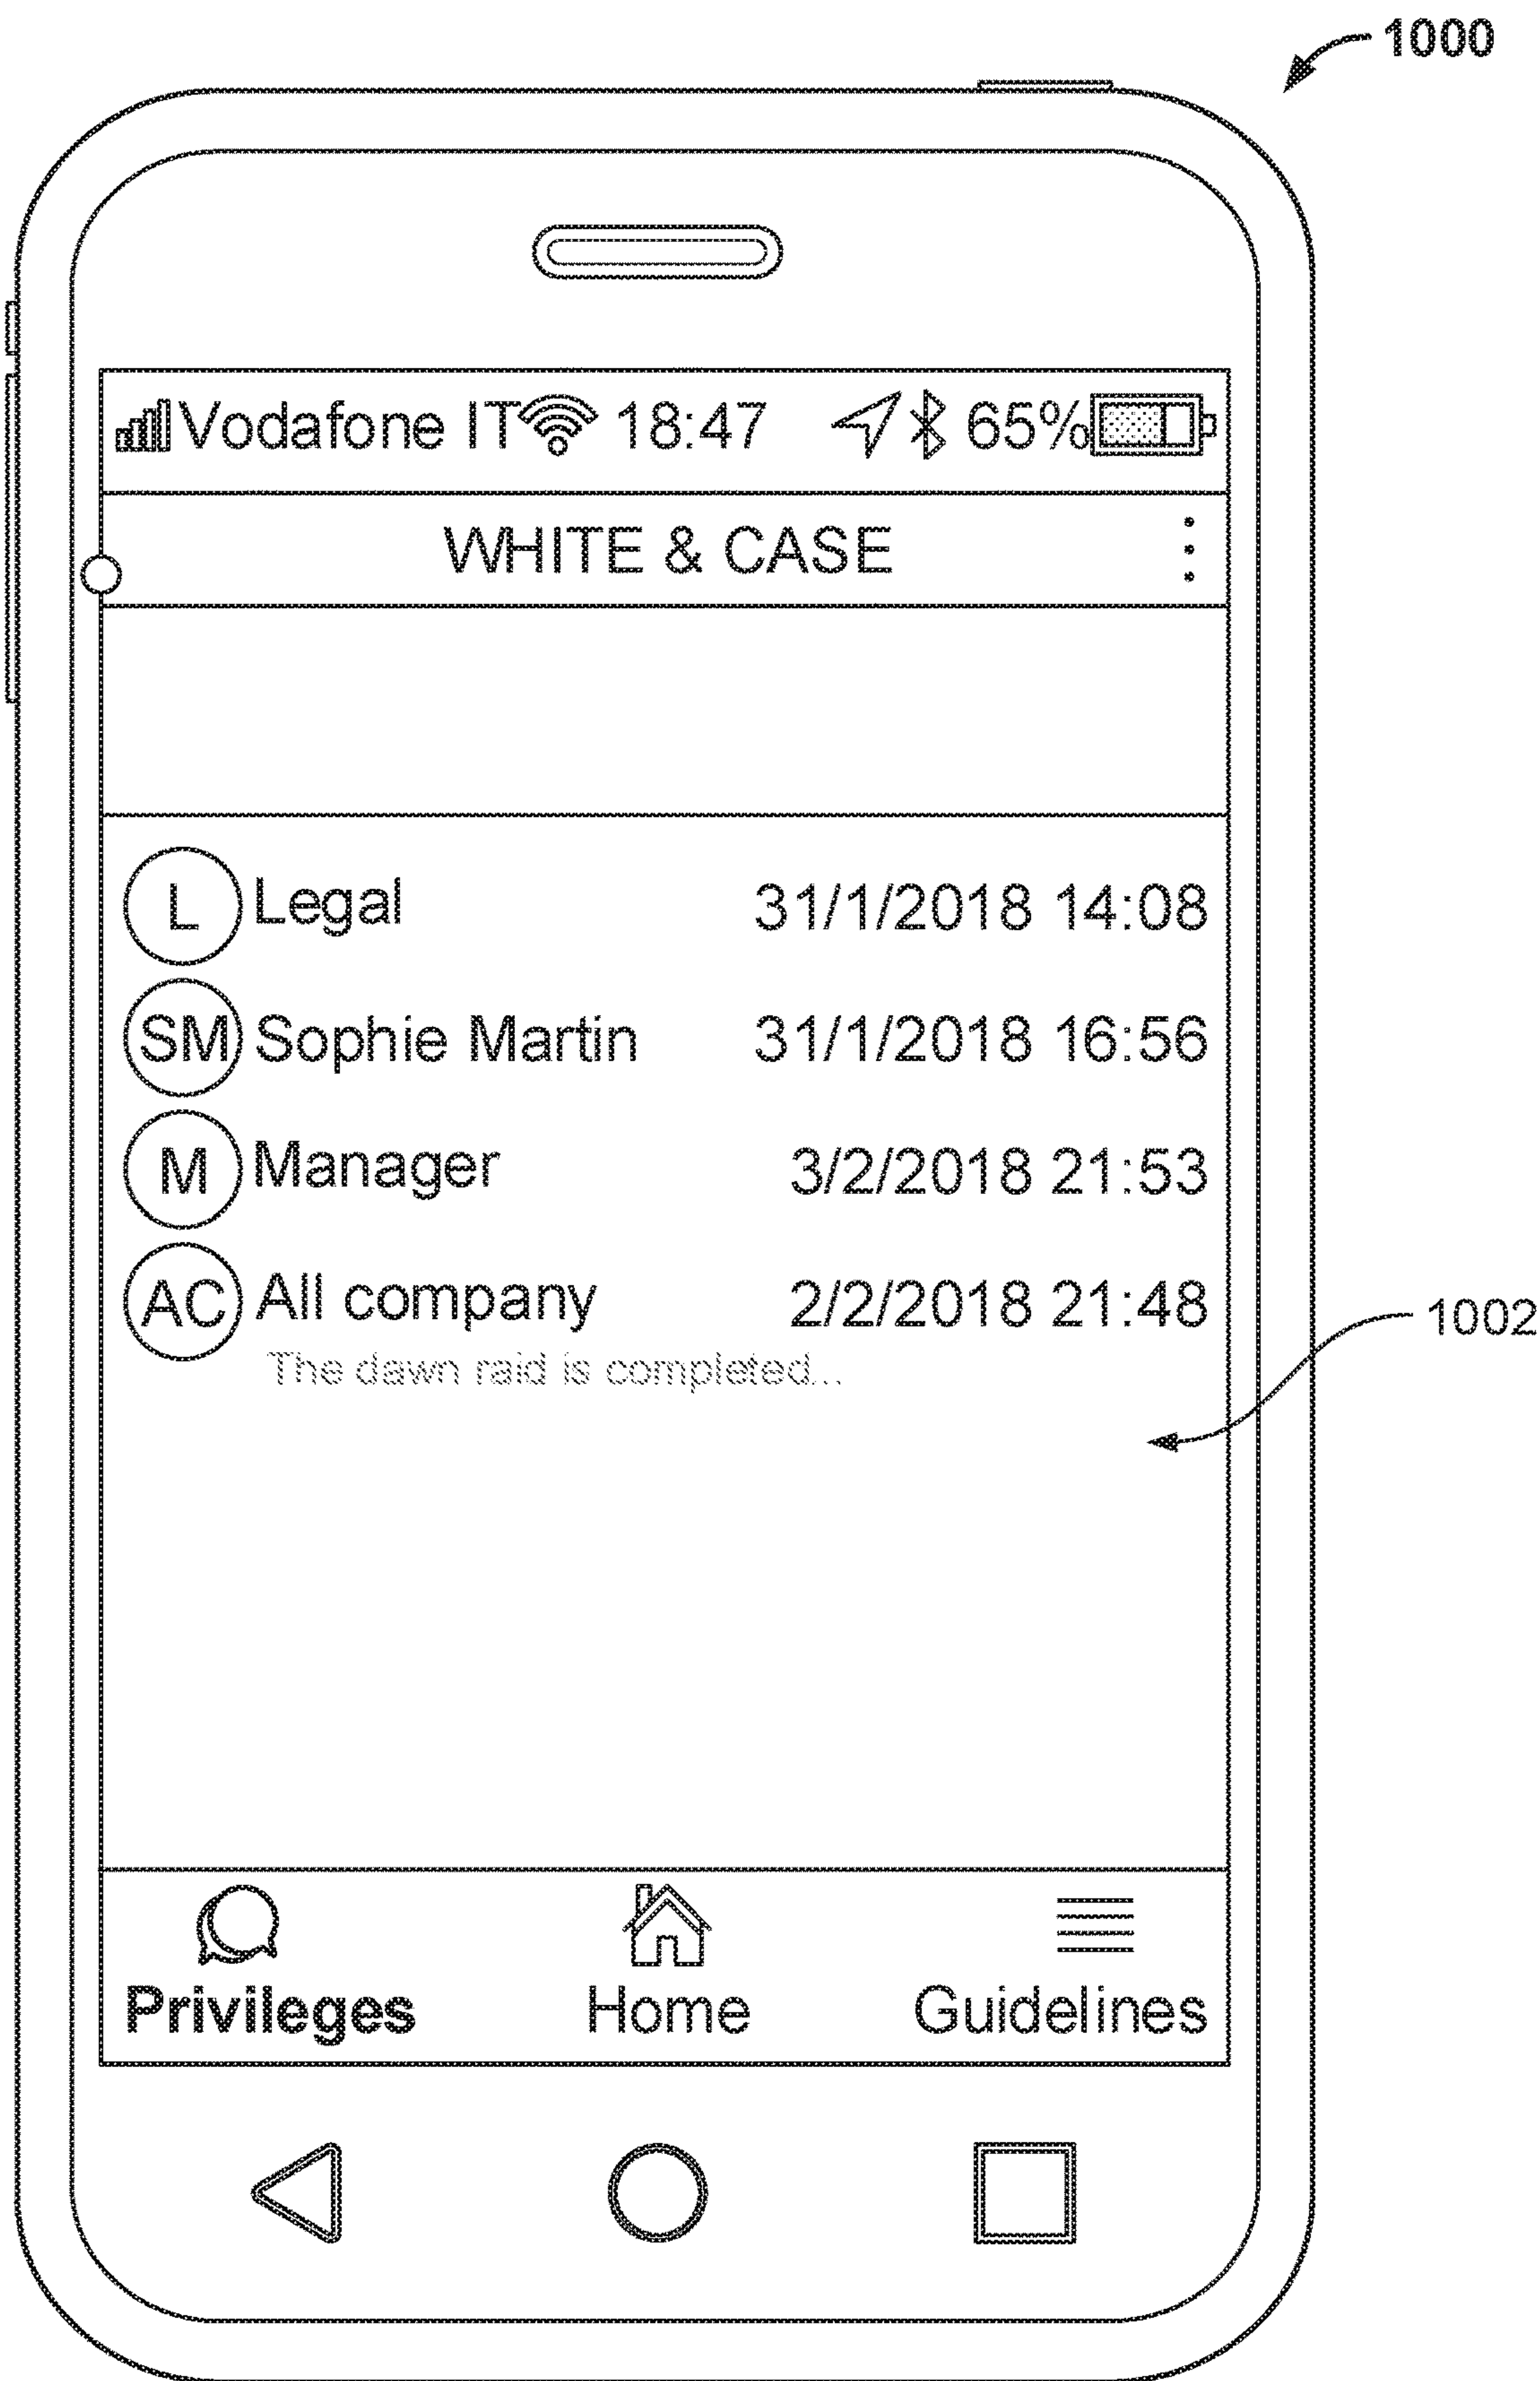 1000
Vodafone IT 18:47 65%
WHITE & CASE
L Legal 31/1/2018 14:08
SM Sophie Martin 31/1/2018 16:56
M Manager 3/2/2018 21:53
AC All company 2/2/2018 21:48
1002
The dawn raid is completed...
Privileges Home Guidelines